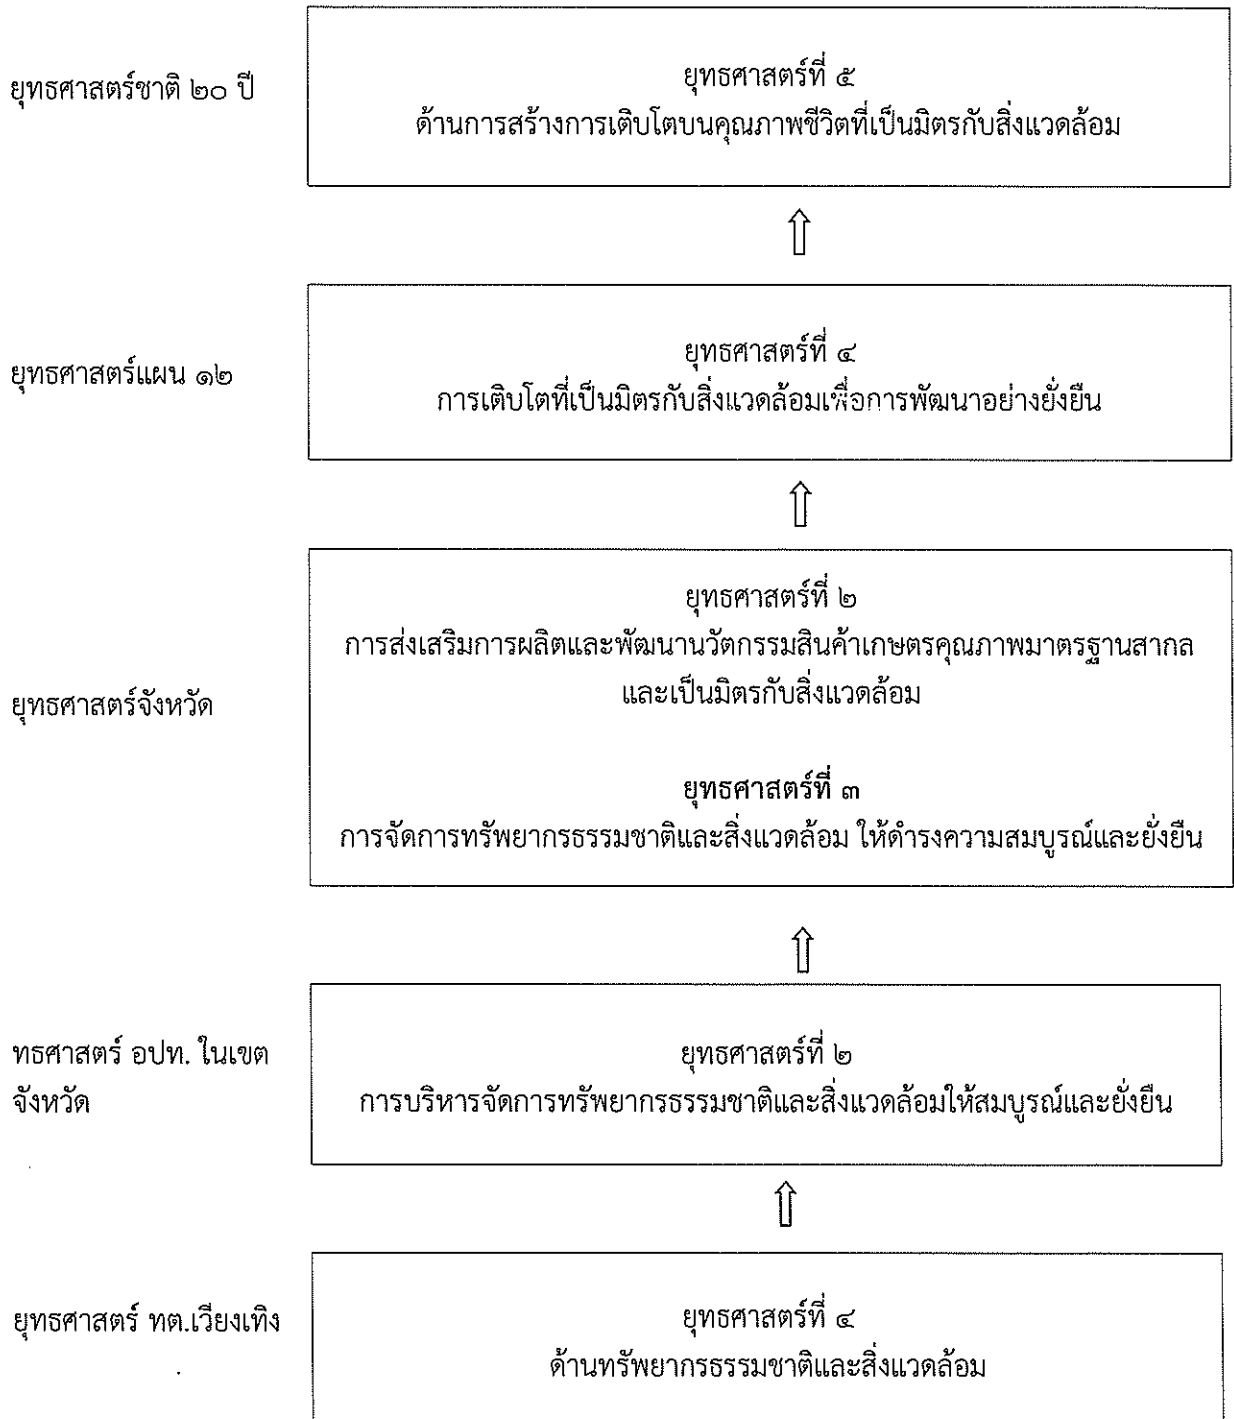 ยุทธศาสตร์ชาติ ๒๐ ปี
ยุทธศาสตร์ที่ ๕
ด้านการสร้างการเติบโตบนคุณภาพชีวิตที่เป็นมิตรกับสิ่งแวดล้อม
ยุทธศาสตร์แผน ๑๒
ยุทธศาสตร์ที่ ๔
การเติบโตที่เป็นมิตรกับสิ่งแวดล้อมเพื่อการพัฒนาอย่างยั่งยืน
ยุทธศาสตร์จังหวัด
ยุทธศาสตร์ที่ ๒
การส่งเสริมการผลิตและพัฒนานวัตกรรมสินค้าเกษตรคุณภาพมาตรฐานสากล
และเป็นมิตรกับสิ่งแวดล้อม
ยุทธศาสตร์ที่ ๓
การจัดการทรัพยากรธรรมชาติและสิ่งแวดล้อม ให้ดำรงความสมบูรณ์และยั่งยืน
ทธศาสตร์ อปท. ในเขต
จังหวัด
ยุทธศาสตร์ที่ ๒
การบริหารจัดการทรัพยากรธรรมชาติและสิ่งแวดล้อมให้สมบูรณ์และยั่งยืน
ยุทธศาสตร์ ทต.เวียงเทิง
ยุทธศาสตร์ที่ ๔
ด้านทรัพยากรธรรมชาติและสิ่งแวดล้อม